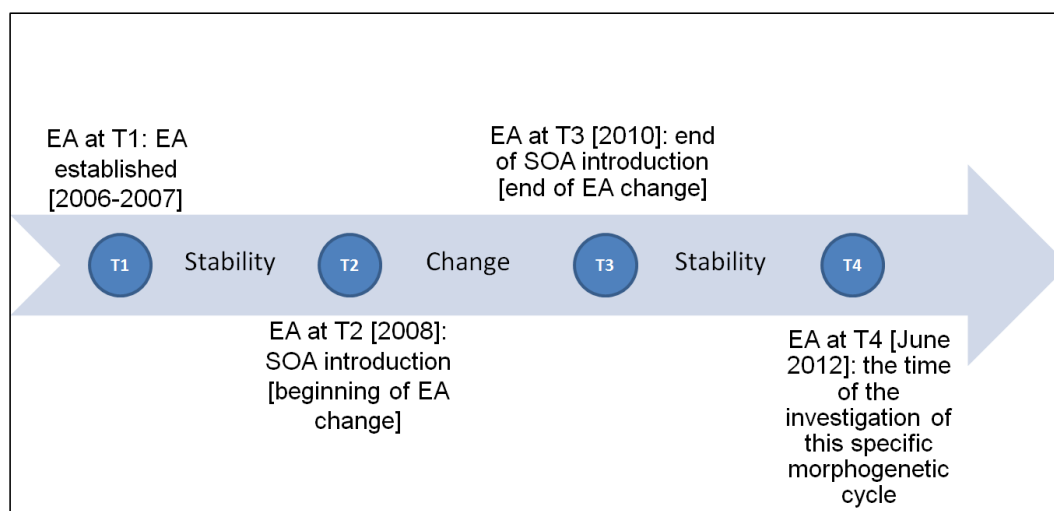 EA at T1: EA
established
[2006-2007]
EA at T3 [2010]: end
of SOA introduction
[end of EA change]
T1
Stability
T2
Change
T3
Stability
T4
EA at T2 [2008]:
SOA introduction
[beginning of EA
change]
EA at T4 [June
2012]: the time
of the
investigation of
this specific
morphogenetic
cycle